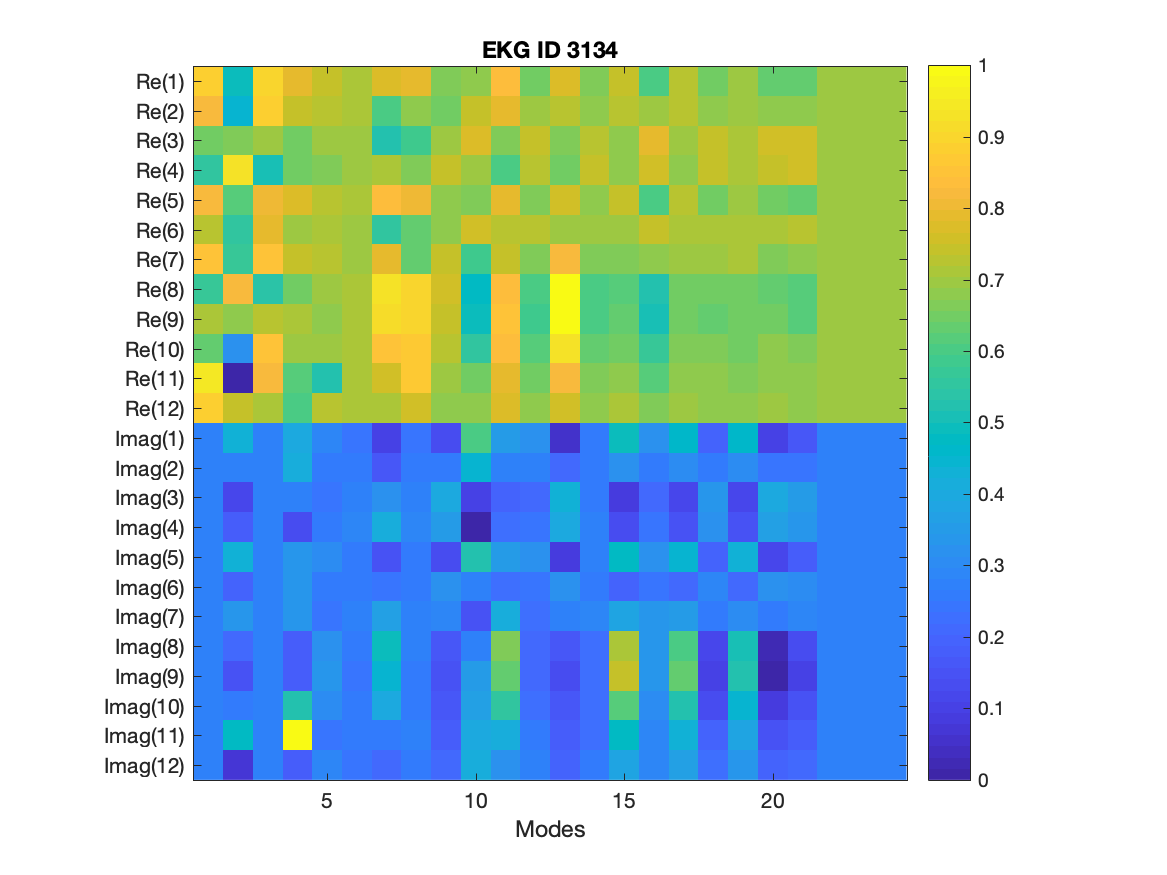 EKG ID 3134
Re(1)
Re(2)
Re(3)
Re(4)
Re(5)
Re(6)
Re(7)
Re(8)
Re(9)
Re(10)
Re(11)
Re(12)
Imag(1)
Imag(2)
Imag(3)
Imag(4)
Imag(5)
Imag(6)
Imag(7)
Imag(8)
Imag(9)
Imag(10)
Imag(11)
Imag(12)
5 10 15 20
Modes
1
0.9
0.8
0.7
0.6
0.5
0.4
0.3
0.2
0.1
0